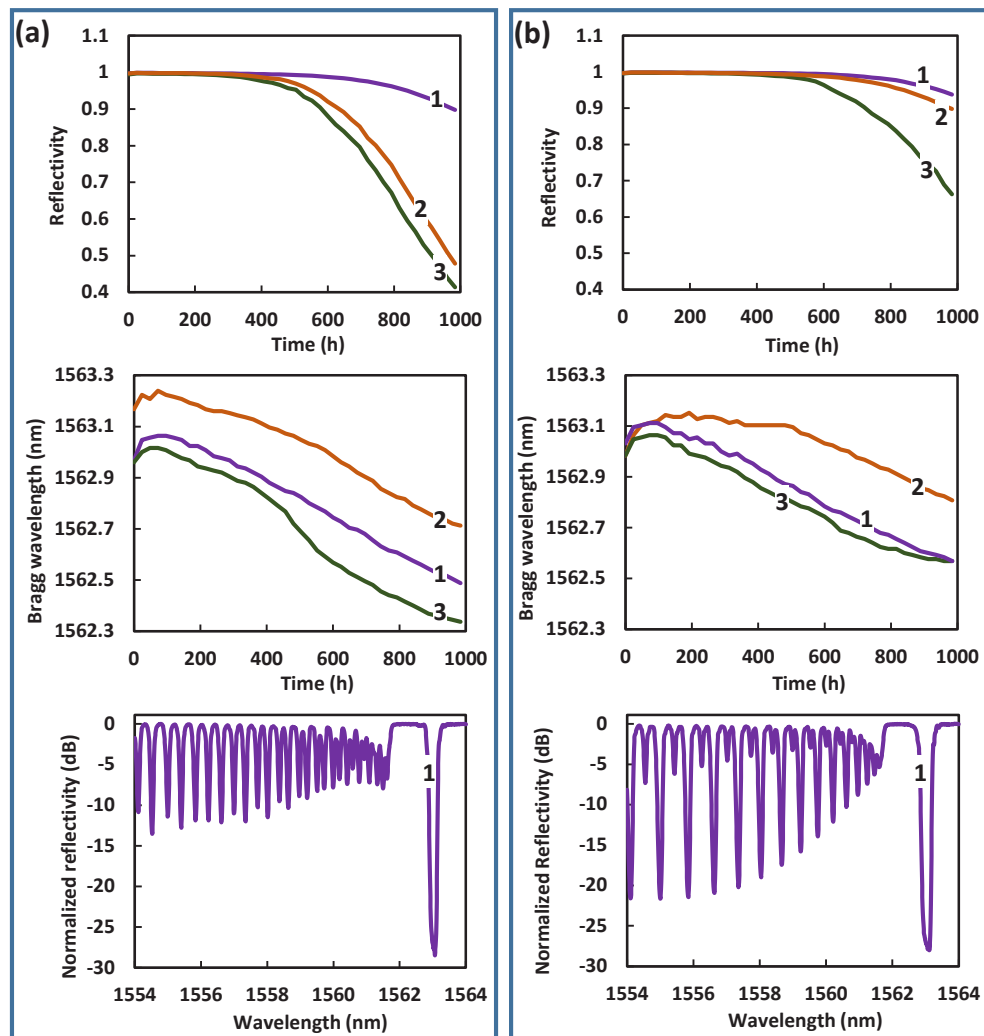 (a)
1.1
1
0.9
0.8
0.7
0.6
0.5
0.4
Reflectivity
1
2
3
0 200 400 600 800 1000
Time (h)
1563.3
1563.1
1562.9
1562.7
1562.5
1562.3
Bragg wavelength (nm)
2
1
3
0 200 400 600 800 1000
Time (h)
0
-5
-10
-15
-20
-25
-30
Normalized reflectivity (dB)
1
1554 1556 1558 1560 1562 1564
Wavelength (nm)
(b)
1.1
1
0.9
0.8
0.7
0.6
0.5
0.4
Reflectivity
1
2
3
0 200 400 600 800 1000
Time (h)
1563.3
1563.1
1562.9
1562.7
1562.5
1562.3
Bragg wavelength (nm)
2
3
1
0 200 400 600 800 1000
Time (h)
0
-5
-10
-15
-20
-25
-30
Normalized Reflectivity (dB)
1
1554 1556 1558 1560 1562 1564
Wavelength (nm)